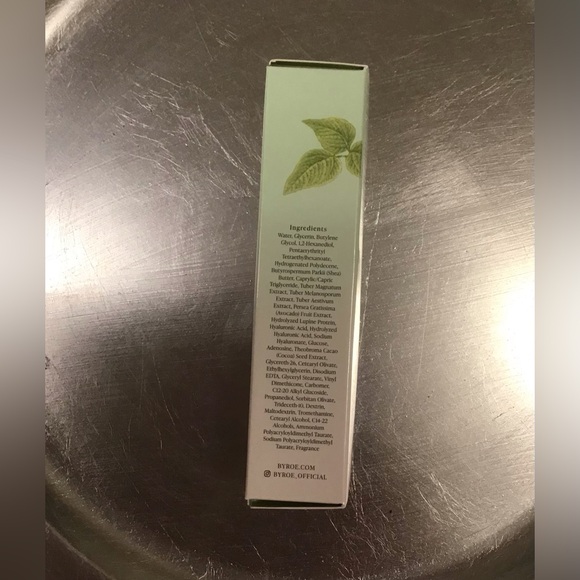 Ingredients
Water, Glycerin, Butylene
Glycol, 1,2-Hexanediol,
Pentaerythrityl
Tetraethylhexanoate,
Hydrogenated Polydecene,
Butyrospermum Parkii (Shea)
Butter, Caprylic/Capric
Triglyceride, Tuber Magnatum
Extract, Tuber Melanosporum
Extract, Tuber Aestivum
Extract, Persea Gratissima
(Avocado) Fruit Extract,
Hydrolyzed Lupine Protein,
Hyaluronic Acid, Hydrolyzed
Hyaluronic Acid, Sodium
Hyaluronate, Glucose,
Adenosine, Theobroma Cacao
(Cocoa) Seed Extract,
Glycereth-26, Cetearyl Olivate,
Ethylhexylglycerin, Disodium
EDTA, Glyceryl Stearate, Vinyl
Dimethicone, Carbomer,
C12-20 Alkyl Glucoside,
Propanediol, Sorbitan Olivate,
Trideceth-10, Dextrin,
Maltodextrin, Tromethamine,
Cetearyl Alcohol, C14-22
Alcohols, Ammonium
Polyacryloyldimethyl Taurate,
Sodium Polyacryloyldimethyl
Taurate, Fragrance
BYROE.COM
BYROE_OFFICIAL